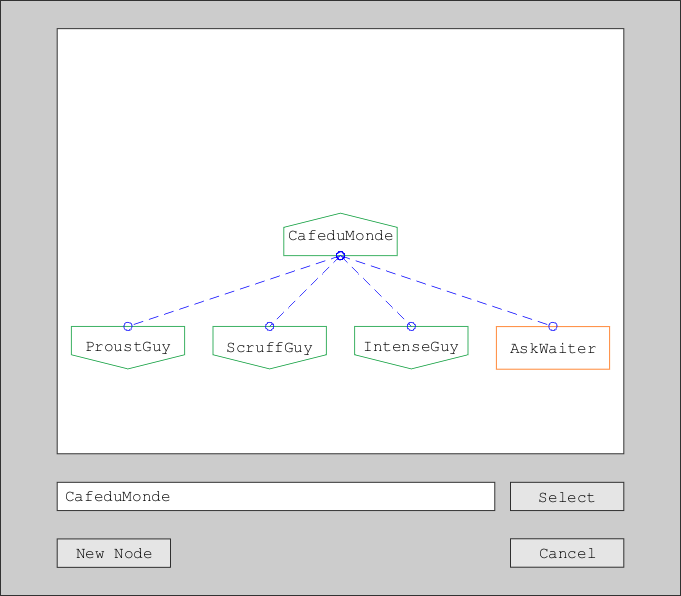 CafeduMonde
ProustGuy
ScruffGuy
IntenseGuy
AskWaiter
CafeduMonde
Select
New Node
Cancel